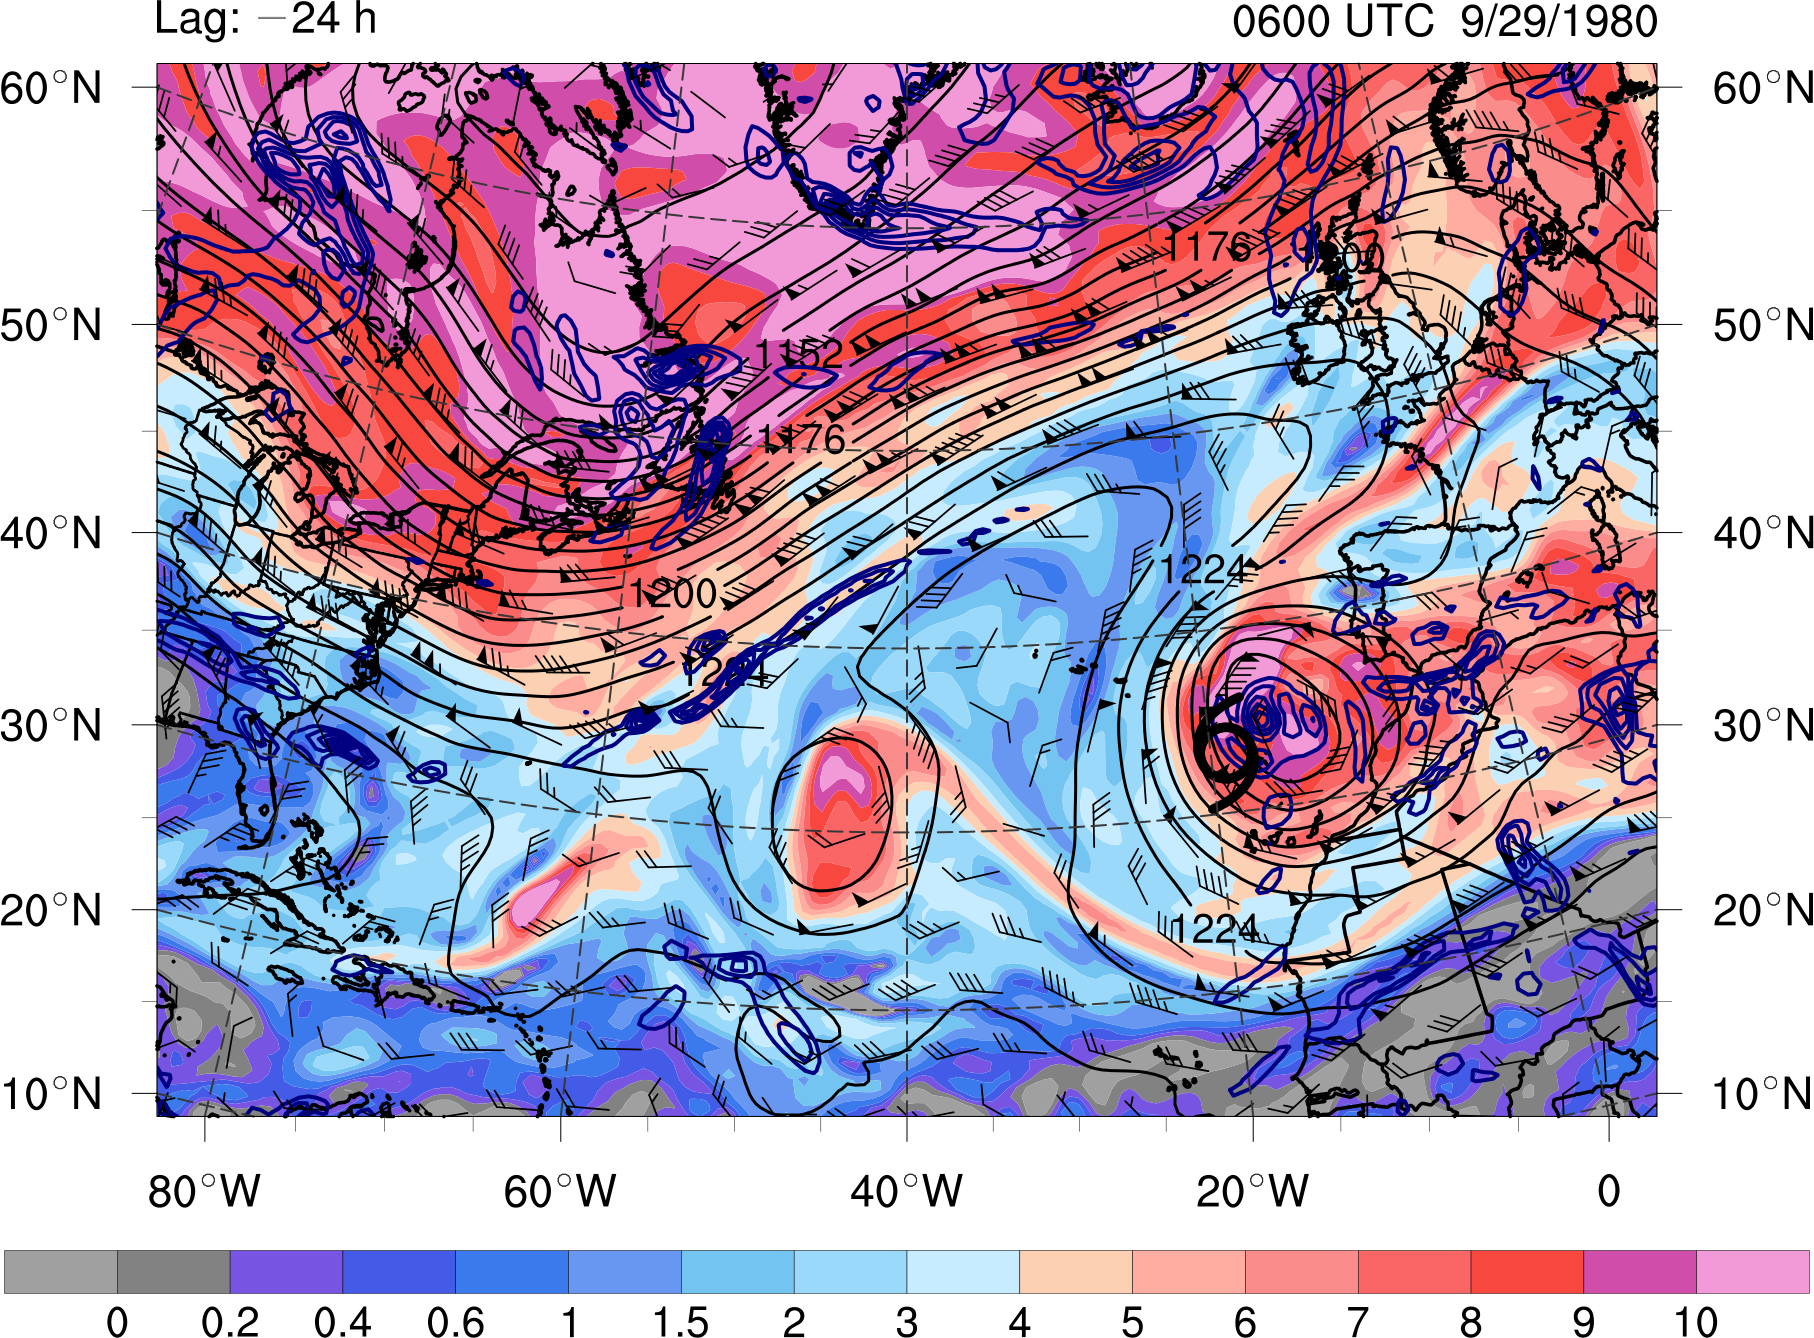 Lag: −24 h
0600 UTC 9/29/1980
60°N 60°N
1176
50°N 50°N
1152
1176
40°N 40°N
1224
1200
30°N 30°N
20°N 20°N
1224
10°N 10°N
80°W 60°W 40°W 20°W 0
0 0.2 0.4 0.6 1 1.5 2 3 4 5 6 7 8 9 10